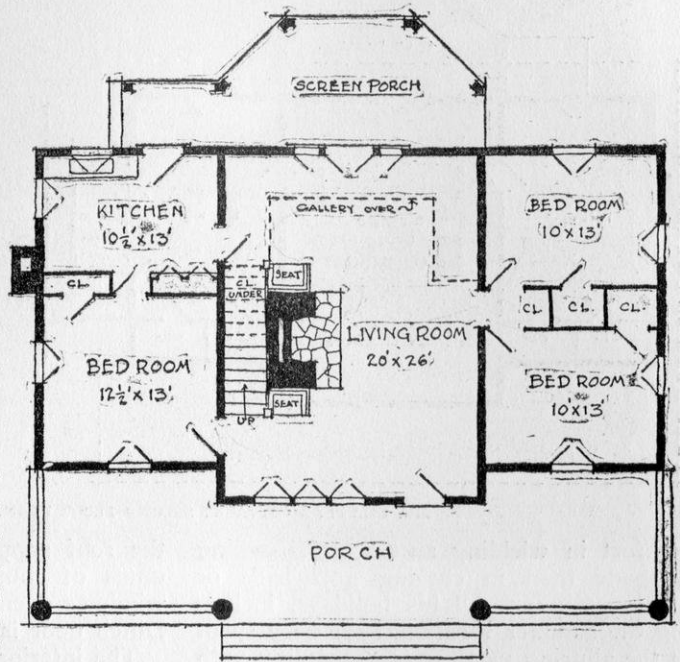 SCREEN PORCH
KITCHEN
10½' x 13'
GALLERY OVER
BED ROOM
10' x 13'
CL
CL
UNDER
SEAT
CL
CL
CL
LIVING ROOM
20' x 26'
BED ROOM
12½' x 13'
BED ROOM
10' x 13'
SEAT
UP
PORCH